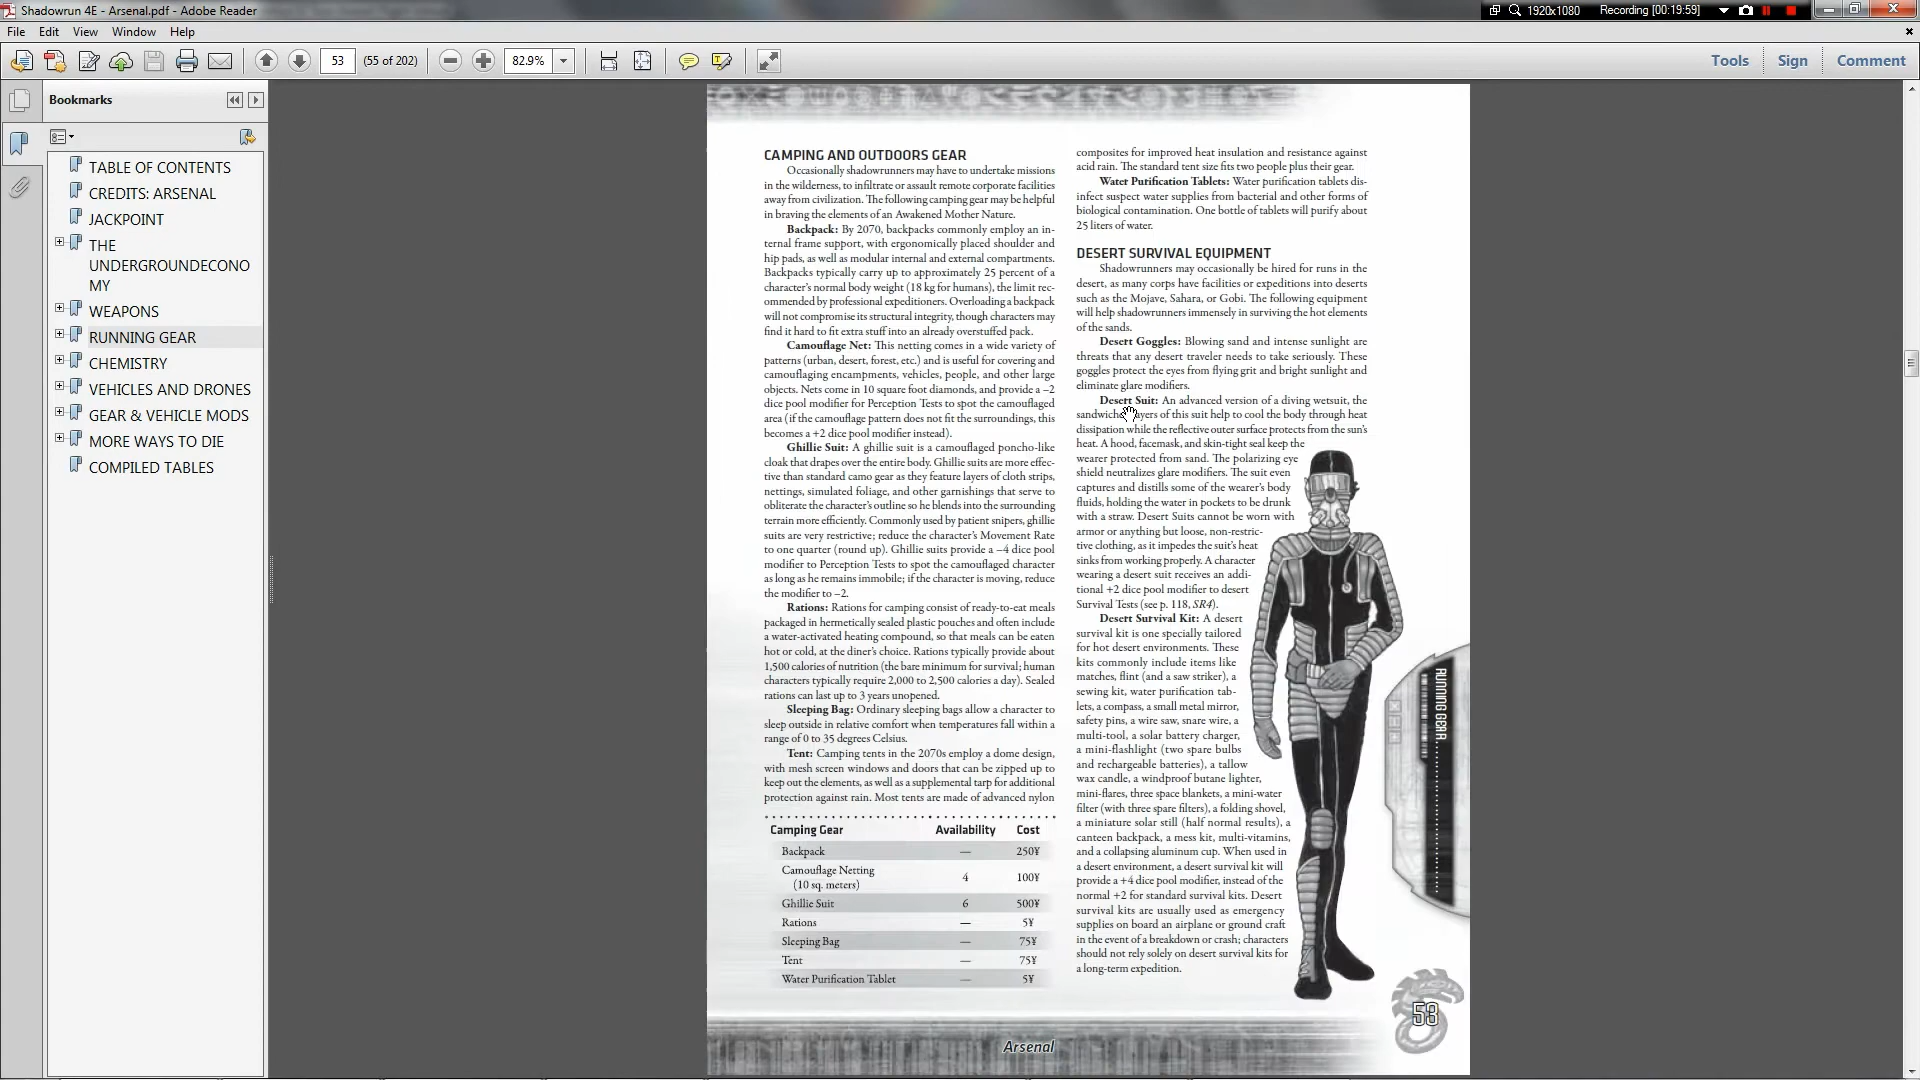 Shadowrun 4E - Arsenal.pdf - Adobe Reader
1920x1080
Recording [00:19:59]
File Edit View Window Help
53 (55 of 202) 82.9% Tools Sign Comment
Bookmarks
TABLE OF CONTENTS
CREDITS: ARSENAL
JACKPOINT
THE
UNDERGROUNDECONO
MY
WEAPONS
RUNNING GEAR
CHEMISTRY
VEHICLES AND DRONES
GEAR & VEHICLE MODS
MORE WAYS TO DIE
COMPILED TABLES
CAMPING AND OUTDOORS GEAR
Occasionally shadowrunners may have to undertake missions
in the wilderness, to infiltrate or assault remote corporate facilities
away from civilization. The following camping gear may be helpful
in braving the elements of an Awakened Mother Nature.
Backpack: By 2070, backpacks commonly employ an in-
ternal frame support, with ergonomically placed shoulder and
hip pads, as well as modular internal and external compartments.
Backpacks typically carry up to approximately 25 percent of a
character's normal body weight (18 kg for humans), the limit rec-
ommended by professional expeditioners. Overloading a backpack
will not compromise its structural integrity, though characters may
find it hard to fit extra stuff into an already overstuffed pack.
Camouflage Net: This netting comes in a wide variety of
patterns (urban, desert, forest, etc.) and is useful for covering and
camouflaging encampments, vehicles, people, and other large
objects. Nets come in 10 square foot diamonds, and provide a –2
dice pool modifier for Perception Tests to spot the camouflaged
area (if the camouflage pattern does not fit the surroundings, this
becomes a +2 dice pool modifier instead).
Ghillie Suit: A ghillie suit is a camouflaged poncho-like
cloak that drapes over the entire body. Ghillie suits are more effec-
tive than standard camo gear as they feature layers of cloth strips,
nettings, simulated foliage, and other garnishings that serve to
obliterate the character's outline so he blends into the surrounding
terrain more efficiently. Commonly used by patient snipers, ghillie
suits are very restrictive; reduce the character's Movement Rate
to one quarter (round up). Ghillie suits provide a –4 dice pool
modifier to Perception Tests to spot the camouflaged character
as long as he remains immobile; if the character is moving, reduce
the modifier to –2.
Rations: Rations for camping consist of ready-to-eat meals
packaged in hermetically sealed plastic pouches and often include
a water-activated heating compound, so that meals can be eaten
hot or cold, at the diner's choice. Rations typically provide about
1,500 calories of nutrition (the bare minimum for survival; human
characters typically require 2,000 to 2,500 calories a day). Sealed
rations can last up to 3 years unopened.
Sleeping Bag: Ordinary sleeping bags allow a character to
sleep outside in relative comfort when temperatures fall within a
range of 0 to 35 degrees Celsius.
Tent: Camping tents in the 2070s employ a dome design,
with mesh screen windows and doors that can be zipped up to
keep out the elements, as well as a supplemental tarp for additional
protection against rain. Most tents are made of advanced nylon
Camping Gear Availability Cost
Backpack — 250¥
Camouflage Netting
(10 sq. meters) 4 100¥
Ghillie Suit 6 500¥
Rations — 5¥
Sleeping Bag — 75¥
Tent — 75¥
Water Purification Tablet — 5¥
composites for improved heat insulation and resistance against
acid rain. The standard tent size fits two people plus their gear.
Water Purification Tablets: Water purification tablets dis-
infect suspect water supplies from bacterial and other forms of
biological contamination. One bottle of tablets will purify about
25 liters of water.
DESERT SURVIVAL EQUIPMENT
Shadowrunners may occasionally be hired for runs in the
desert, as many corps have facilities or expeditions into deserts
such as the Mojave, Sahara, or Gobi. The following equipment
will help shadowrunners immensely in surviving the hot elements
of the sands.
Desert Goggles: Blowing sand and intense sunlight are
threats that any desert traveler needs to take seriously. These
goggles protect the eyes from flying grit and bright sunlight and
eliminate glare modifiers.
Desert Suit: An advanced version of a diving wetsuit, the
sandwiched layers of this suit help to cool the body through heat
dissipation while the reflective outer surface protects from the sun's
heat. A hood, facemask, and skin-tight seal keep the
wearer protected from sand. The polarizing eye
shield neutralizes glare modifiers. The suit even
captures and distills some of the wearer's body
fluids, holding the water in pockets to be drunk
with a straw. Desert Suits cannot be worn with
armor or anything but loose, non-restric-
tive clothing, as it impedes the suit's heat
sinks from working properly. A character
wearing a desert suit receives an addi-
tional +2 dice pool modifier to desert
Survival Tests (see p. 118, SR4).
Desert Survival Kit: A desert
survival kit is one specially tailored
for hot desert environments. These
kits commonly include items like
matches, flint (and a saw striker), a
sewing kit, water purification tab-
lets, a compass, a small metal mirror,
safety pins, a wire saw, snare wire, a
multi-tool, a solar battery charger,
a mini-flashlight (two spare bulbs
and rechargeable batteries), a tallow
wax candle, a windproof butane lighter,
mini-flares, three space blankets, a mini-water
filter (with three spare filters), a folding shovel,
a miniature solar still (half normal results), a
canteen backpack, a mess kit, multi-vitamins,
and a collapsing aluminum cup. When used in
a desert environment, a desert survival kit will
provide a +4 dice pool modifier, instead of the
normal +2 for standard survival kits. Desert
survival kits are usually used as emergency
supplies on board an airplane or ground craft
in the event of a breakdown or crash; characters
should not rely solely on desert survival kits for
a long-term expedition.
RUNNING GEAR
53
Arsenal